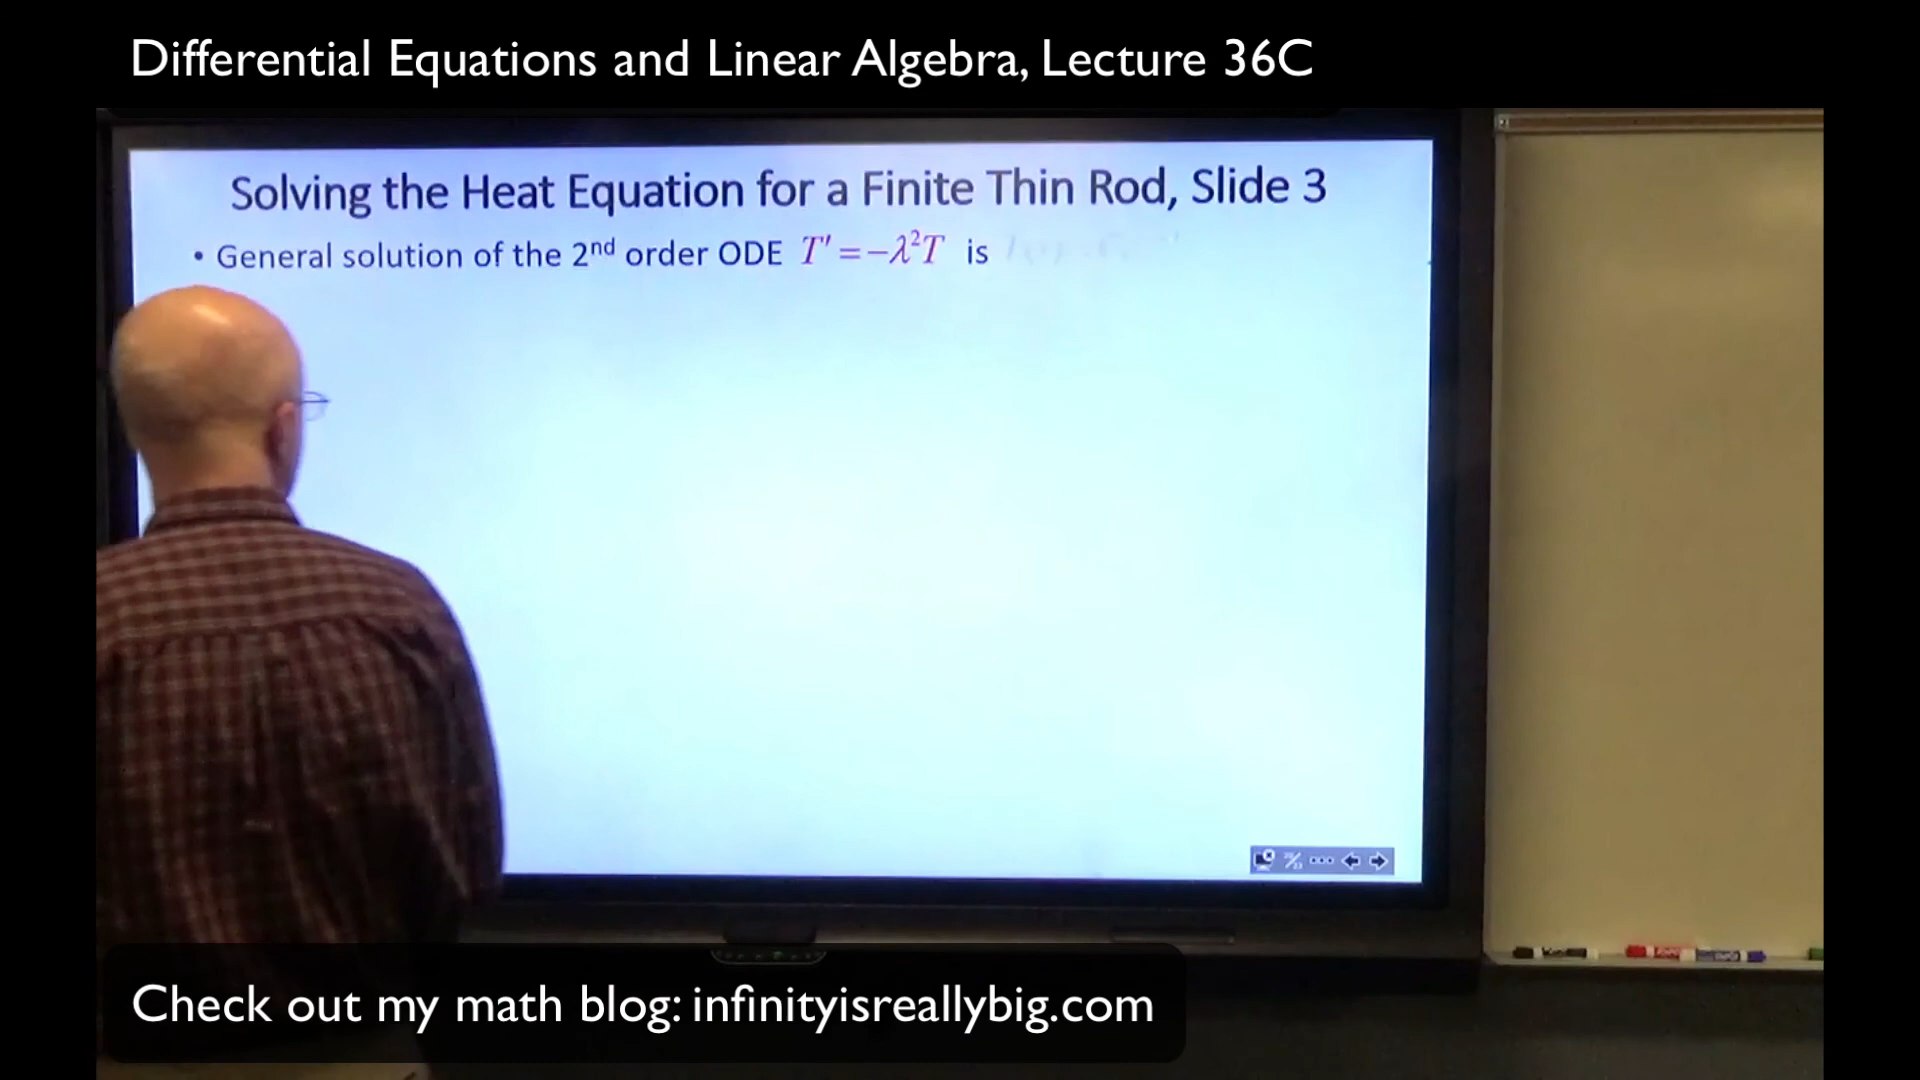 Differential Equations and Linear Algebra, Lecture 36C
Solving the Heat Equation for a Finite Thin Rod, Slide 3
• General solution of the 2nd order ODE T′ = −λ²T is
Check out my math blog: infinityisreallybig.com